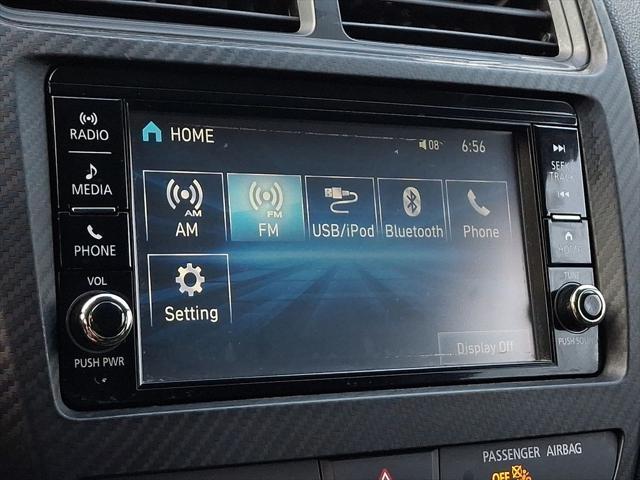 RADIO
MEDIA
PHONE
VOL
PUSH PWR
HOME
08
6:56
AM
AM
FM
FM
USB/iPod
Bluetooth
Phone
Setting
Display Off
SEEK
TRACK
HOME
TUNE
PUSH SOUND
PASSENGER AIRBAG
OFF